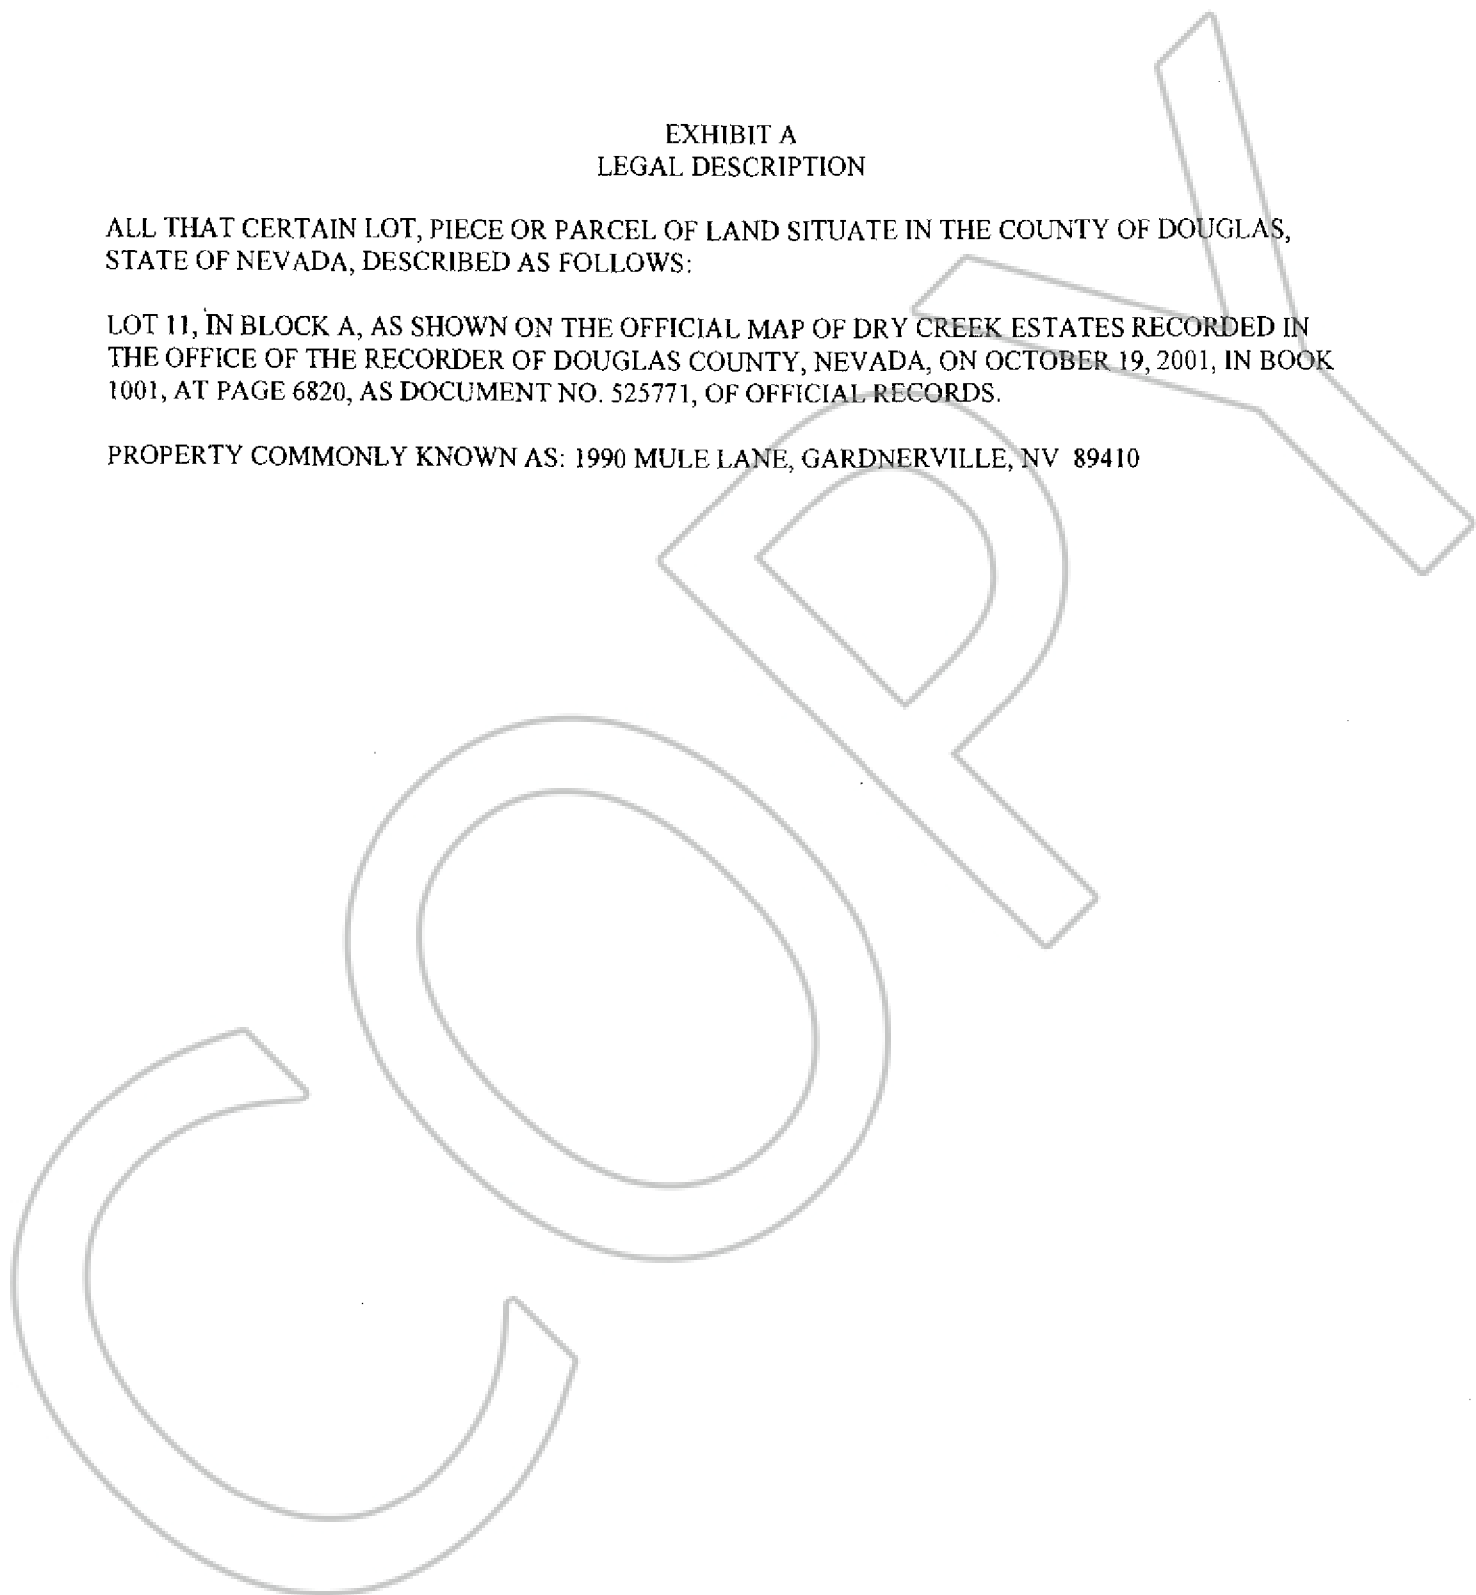 EXHIBIT A
LEGAL DESCRIPTION
ALL THAT CERTAIN LOT, PIECE OR PARCEL OF LAND SITUATE IN THE COUNTY OF DOUGLAS,
STATE OF NEVADA, DESCRIBED AS FOLLOWS:
LOT 11, IN BLOCK A, AS SHOWN ON THE OFFICIAL MAP OF DRY CREEK ESTATES RECORDED IN
THE OFFICE OF THE RECORDER OF DOUGLAS COUNTY, NEVADA, ON OCTOBER 19, 2001, IN BOOK
1001, AT PAGE 6820, AS DOCUMENT NO. 525771, OF OFFICIAL RECORDS.
PROPERTY COMMONLY KNOWN AS: 1990 MULE LANE, GARDNERVILLE, NV 89410
COPY